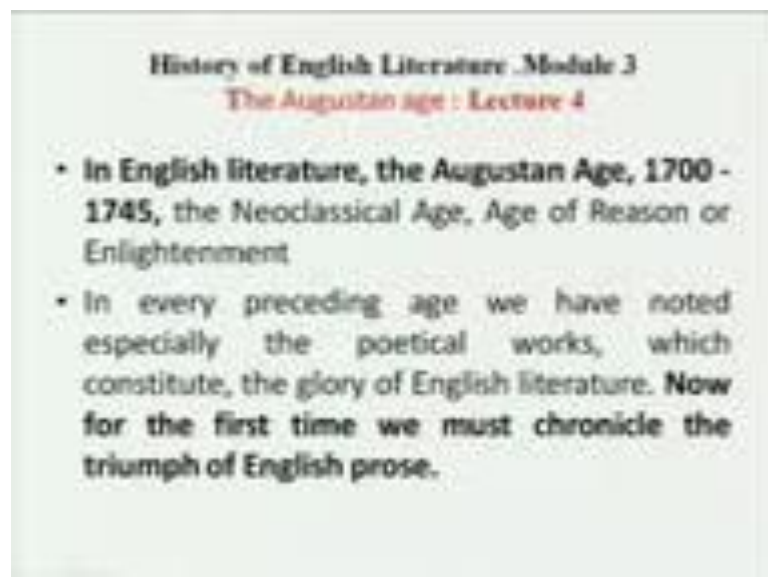 History of English Literature .Module 3
The Augustan age : Lecture 4
• In English literature, the Augustan Age, 1700 -
1745, the Neoclassical Age, Age of Reason or
Enlightenment
• In every preceding age we have noted
especially the poetical works, which
constitute, the glory of English literature. Now
for the first time we must chronicle the
triumph of English prose.